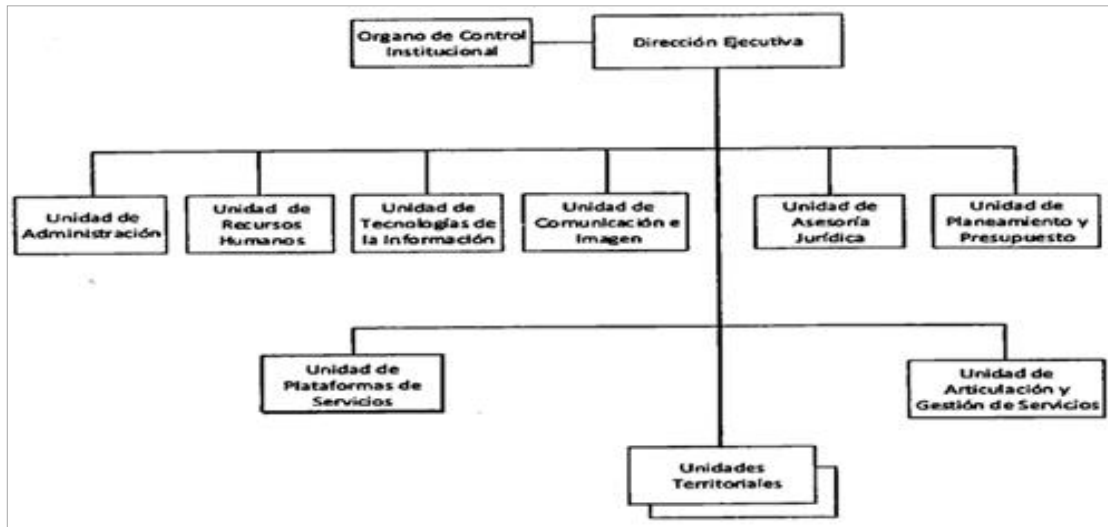 Organo de Control
Institucional
Dirección Ejecutiva
Unidad de
Administración
Unidad de
Recursos
Humanos
Unidad de
Tecnologías de
la Información
Unidad de
Comunicación e
Imagen
Unidad de
Asesoría
Jurídica
Unidad de
Planeamiento y
Presupuesto
Unidad de
Plataformas de
Servicios
Unidad de
Articulación y
Gestión de Servicios
Unidades
Territoriales